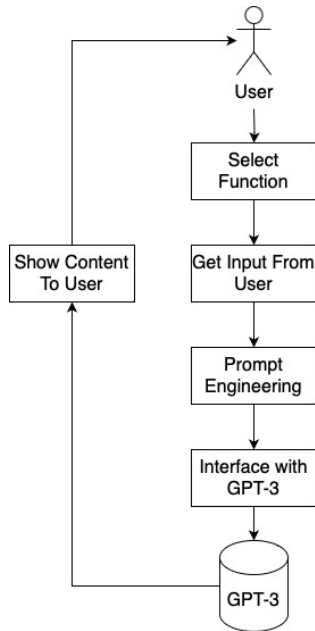 User
Select
Function
Show Content
To User
Get Input From
User
Prompt
Engineering
Interface with
GPT-3
GPT-3